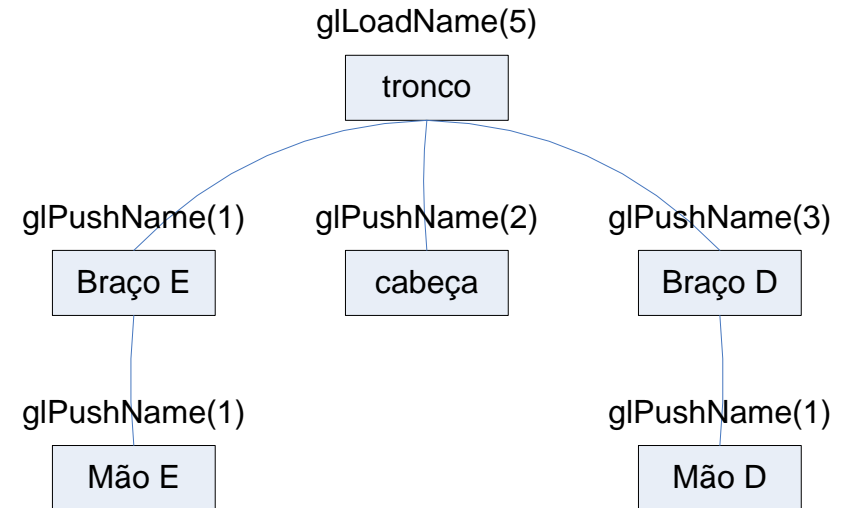 glLoadName(5)
tronco
glPushName(1) glPushName(2) glPushName(3)
Braço E cabeça Braço D
glPushName(1) glPushName(1)
Mão E Mão D